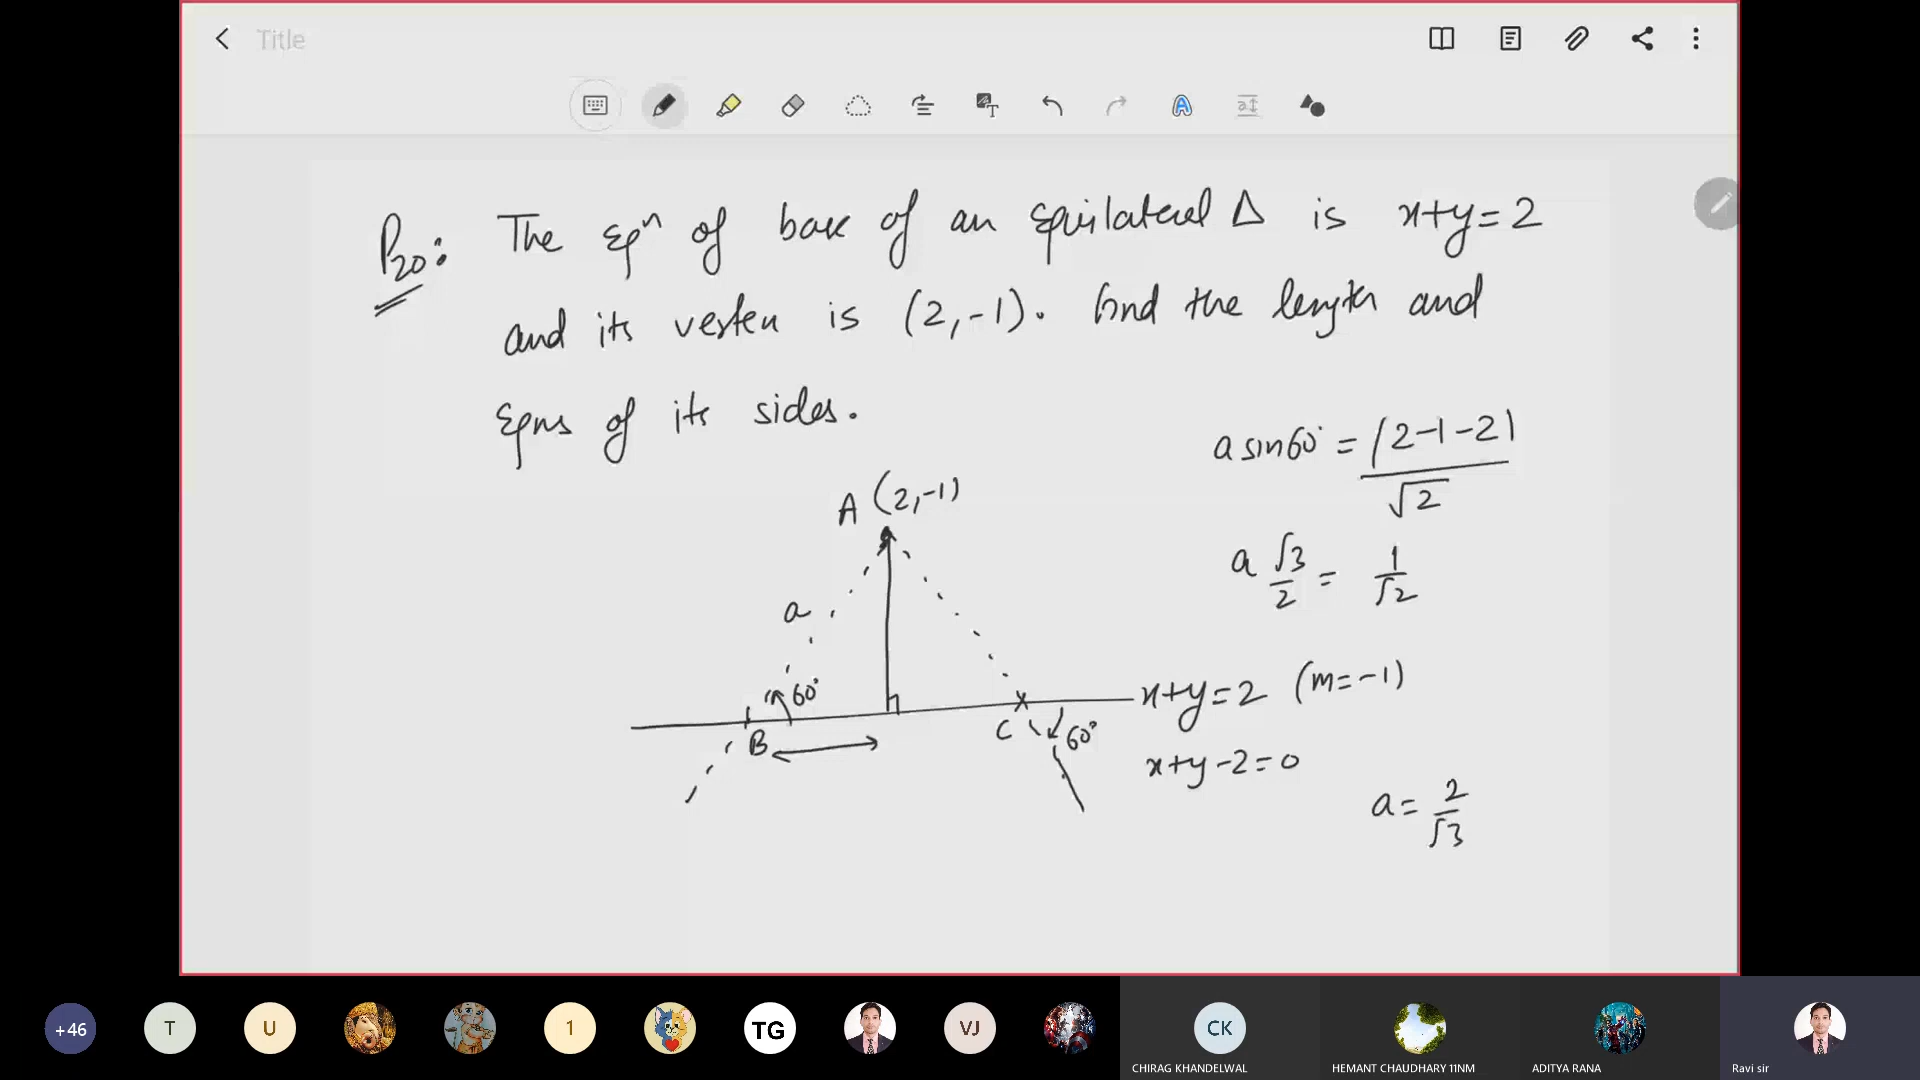 Title
P20: The Eqn of base of an Equilateral Δ is x+y=2
and its vertex is (2,-1). find the length and
Eqns of its sides.
a sin60° = |2-1-2|/√2
A (2,-1)
a √3/2 = 1/√2
a
60°
x+y=2 (m=-1)
B
C
60°
x+y-2=0
a= 2/√3
+46
T
U
1
TG
VJ
CK
CHIRAG KHANDELWAL
HEMANT CHAUDHARY 11NM
ADITYA RANA
Ravi sir